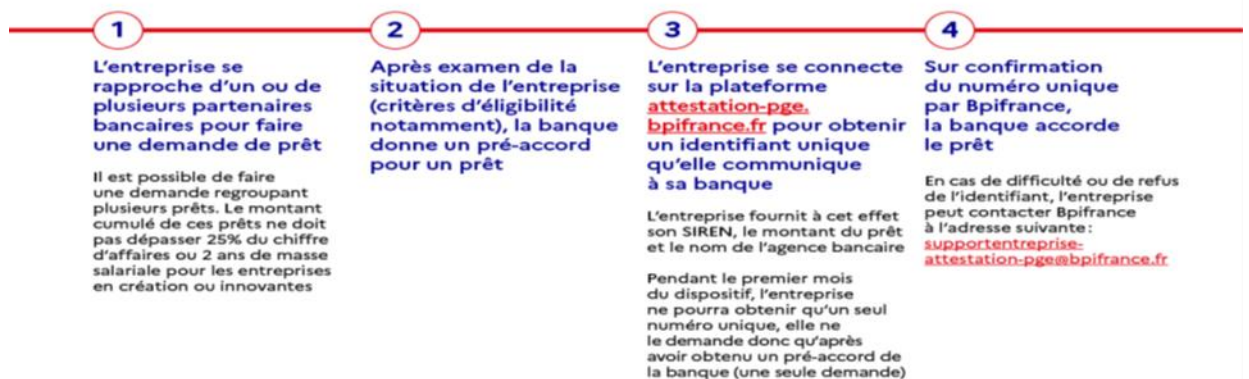 1
L'entreprise se
rapproche d'un ou de
plusieurs partenaires
bancaires pour faire
une demande de prêt
Il est possible de faire
une demande regroupant
plusieurs prêts. Le montant
cumulé de ces prêts ne doit
pas dépasser 25% du chiffre
d'affaires ou 2 ans de masse
salariale pour les entreprises
en création ou innovantes
2
Après examen de la
situation de l'entreprise
(critères d'éligibilité
notamment), la banque
donne un pré-accord
pour un prêt
3
L'entreprise se connecte
sur la plateforme
attestation-pge.
bpifrance.fr pour obtenir
un identifiant unique
qu'elle communique
à sa banque
L'entreprise fournit à cet effet
son SIREN, le montant du prêt
et le nom de l'agence bancaire
Pendant le premier mois
du dispositif, l'entreprise
ne pourra obtenir qu'un seul
numéro unique, elle ne
le demande donc qu'après
avoir obtenu un pré-accord de
la banque (une seule demande)
4
Sur confirmation
du numéro unique
par Bpifrance,
la banque accorde
le prêt
En cas de difficulté ou de refus
de l'identifiant, l'entreprise
peut contacter Bpifrance
à l'adresse suivante :
supportentreprise-
attestation-pge@bpifrance.fr